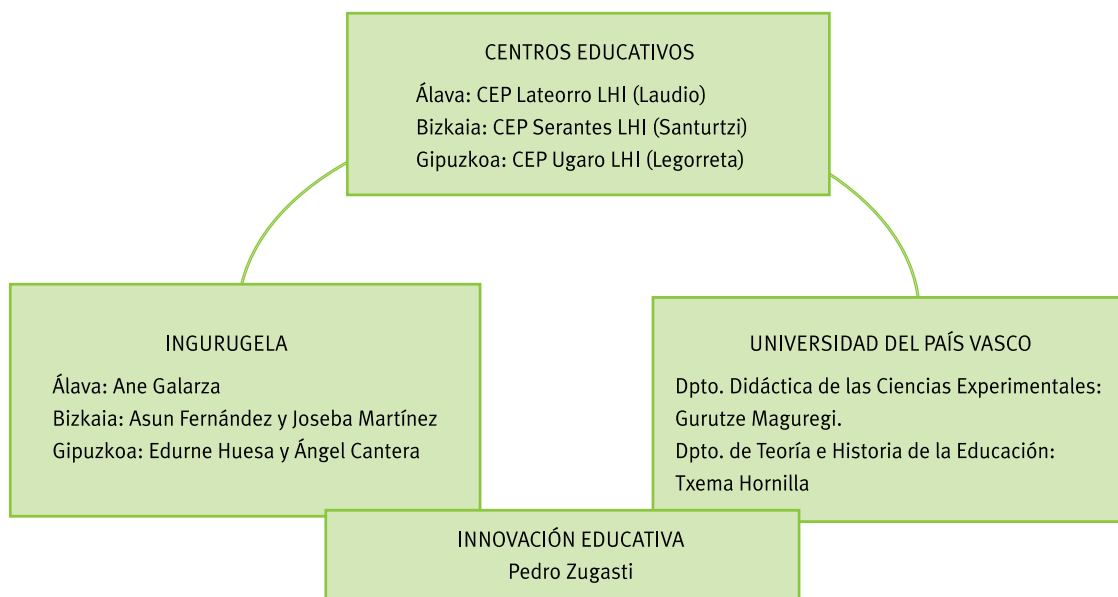 CENTROS EDUCATIVOS
Álava: CEP Lateorro LHI (Laudio)
Bizkaia: CEP Serantes LHI (Santurtzi)
Gipuzkoa: CEP Ugaro LHI (Legorreta)
INGURUGELA
Álava: Ane Galarza
Bizkaia: Asun Fernández y Joseba Martínez
Gipuzkoa: Edurne Huesa y Ángel Cantera
UNIVERSIDAD DEL PAÍS VASCO
Dpto. Didáctica de las Ciencias Experimentales:
Gurutze Maguregi.
Dpto. de Teoría e Historia de la Educación:
Txema Hornilla
INNOVACIÓN EDUCATIVA
Pedro Zugasti